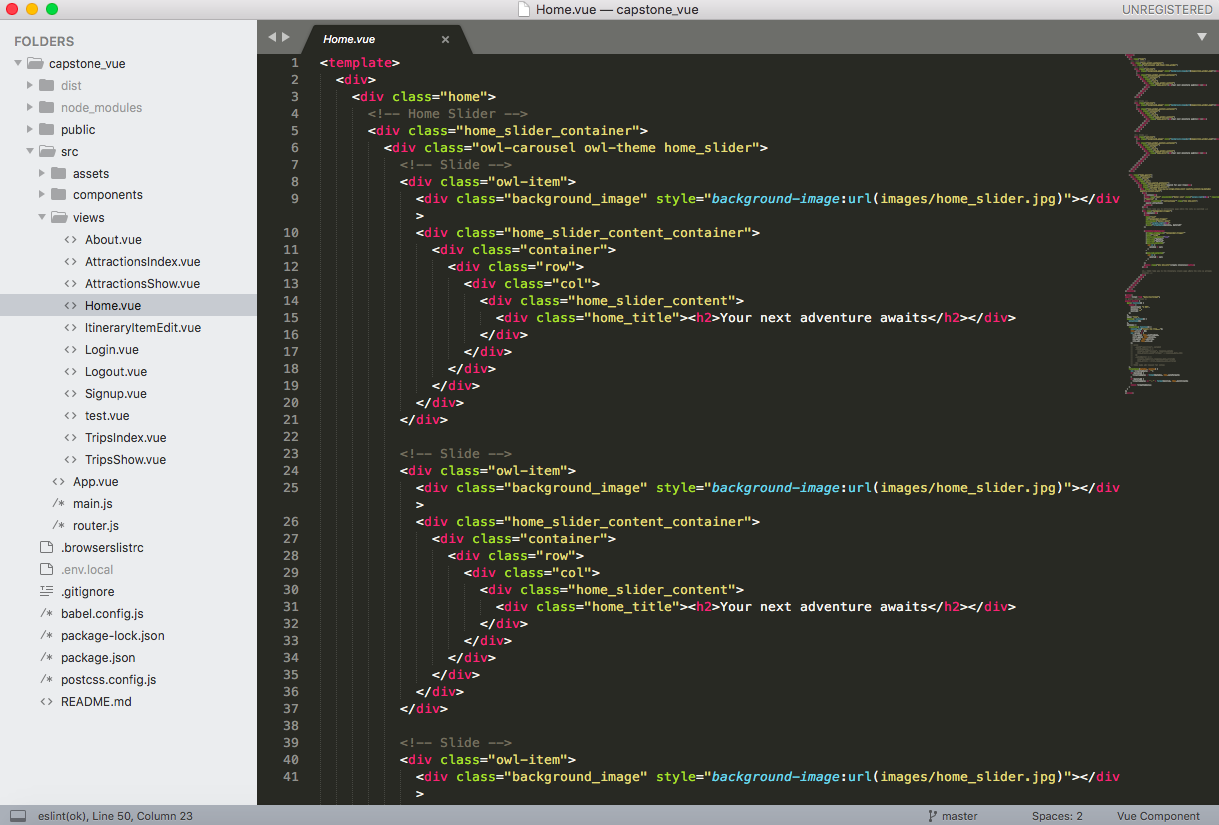 Home.vue — capstone_vue
UNREGISTERED
FOLDERS
capstone_vue
dist
node_modules
public
src
assets
components
views
About.vue
AttractionsIndex.vue
AttractionsShow.vue
Home.vue
ItineraryItemEdit.vue
Login.vue
Logout.vue
Signup.vue
test.vue
TripsIndex.vue
TripsShow.vue
App.vue
/* main.js
/* router.js
.browserslistrc
.env.local
.gitignore
/* babel.config.js
/* package-lock.json
/* package.json
/* postcss.config.js
README.md
Home.vue
1 <template>
2 <div>
3 <div class="home">
4 <!-- Home Slider -->
5 <div class="home_slider_container">
6 <div class="owl-carousel owl-theme home_slider">
7 <!-- Slide -->
8 <div class="owl-item">
9 <div class="background_image" style="background-image:url(images/home_slider.jpg)"></div
>
10 <div class="home_slider_content_container">
11 <div class="container">
12 <div class="row">
13 <div class="col">
14 <div class="home_slider_content">
15 <div class="home_title"><h2>Your next adventure awaits</h2></div>
16 </div>
17 </div>
18 </div>
19 </div>
20 </div>
21 </div>
22
23 <!-- Slide -->
24 <div class="owl-item">
25 <div class="background_image" style="background-image:url(images/home_slider.jpg)"></div
>
26 <div class="home_slider_content_container">
27 <div class="container">
28 <div class="row">
29 <div class="col">
30 <div class="home_slider_content">
31 <div class="home_title"><h2>Your next adventure awaits</h2></div>
32 </div>
33 </div>
34 </div>
35 </div>
36 </div>
37 </div>
38
39 <!-- Slide -->
40 <div class="owl-item">
41 <div class="background_image" style="background-image:url(images/home_slider.jpg)"></div
>
eslint(ok), Line 50, Column 23
master
Spaces: 2
Vue Component